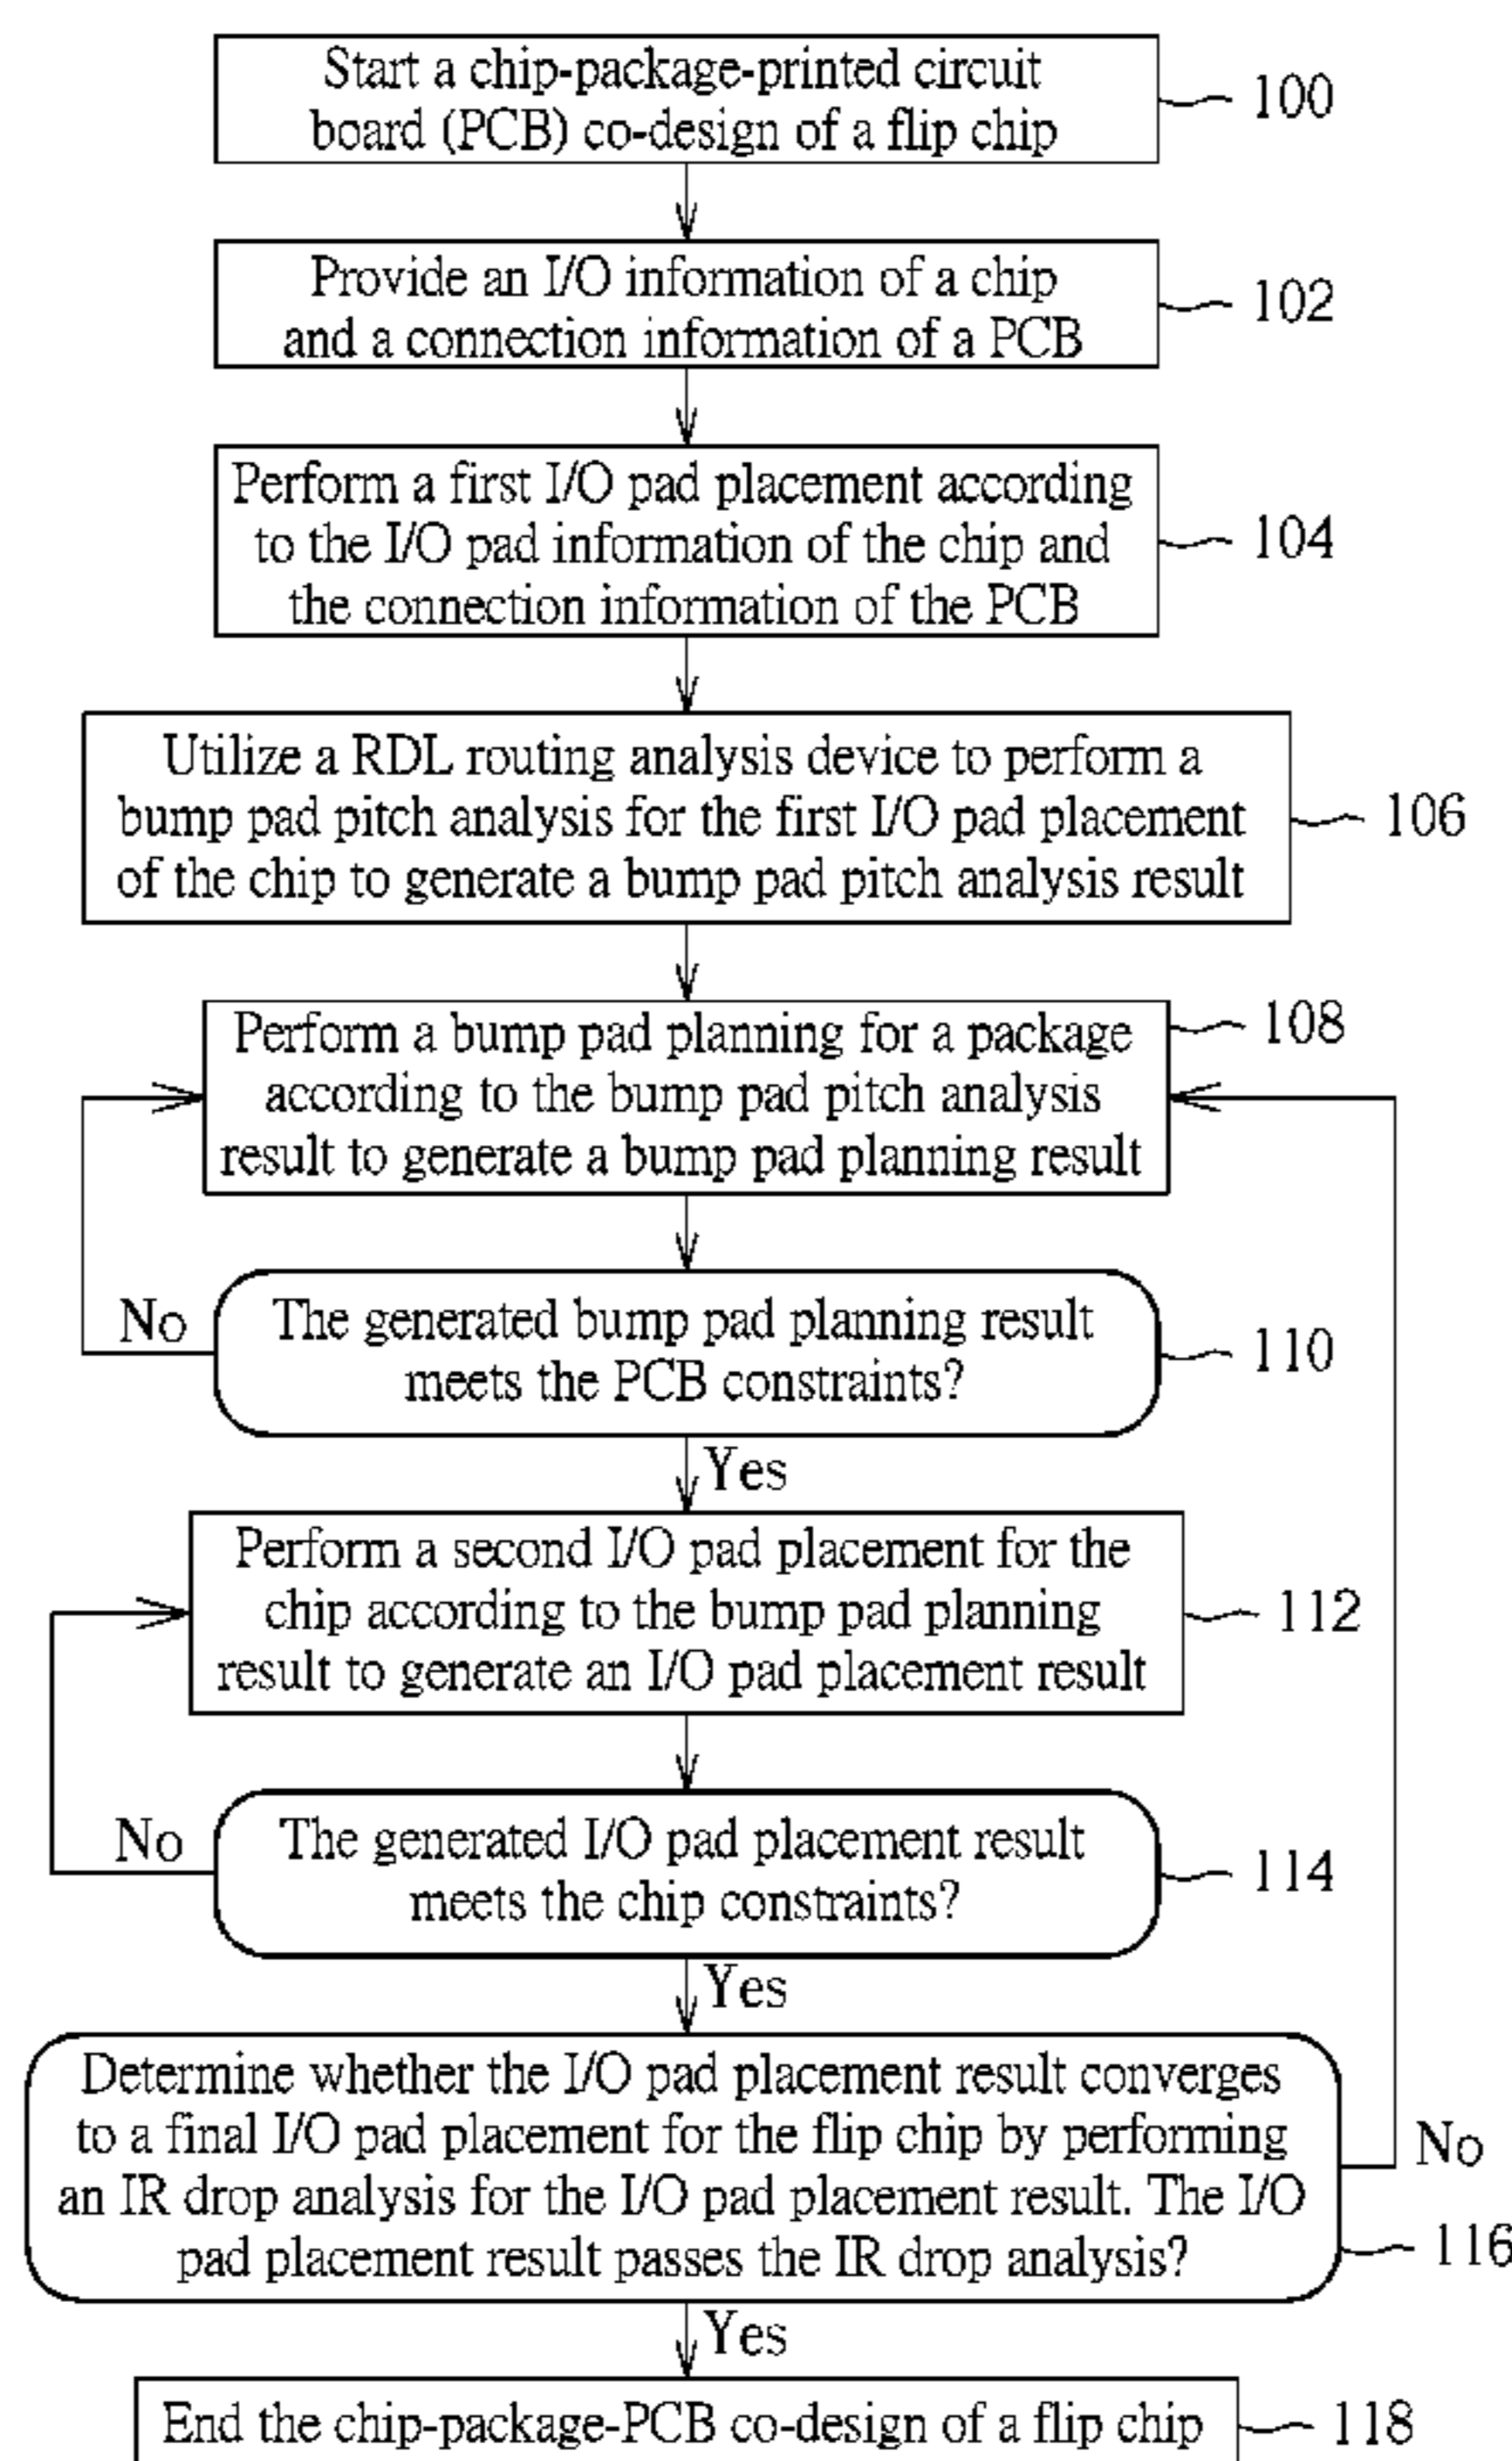 Start a chip-package-printed circuit
board (PCB) co-design of a flip chip
100
Provide an I/O information of a chip
and a connection information of a PCB
102
Perform a first I/O pad placement according
to the I/O pad information of the chip and
the connection information of the PCB
104
Utilize a RDL routing analysis device to perform a
bump pad pitch analysis for the first I/O pad placement
of the chip to generate a bump pad pitch analysis result
106
Perform a bump pad planning for a package
according to the bump pad pitch analysis
result to generate a bump pad planning result
108
No
The generated bump pad planning result
meets the PCB constraints?
110
Yes
Perform a second I/O pad placement for the
chip according to the bump pad planning
result to generate an I/O pad placement result
112
No
The generated I/O pad placement result
meets the chip constraints?
114
Yes
Determine whether the I/O pad placement result converges
to a final I/O pad placement for the flip chip by performing
an IR drop analysis for the I/O pad placement result. The I/O
pad placement result passes the IR drop analysis?
No
116
Yes
End the chip-package-PCB co-design of a flip chip
118